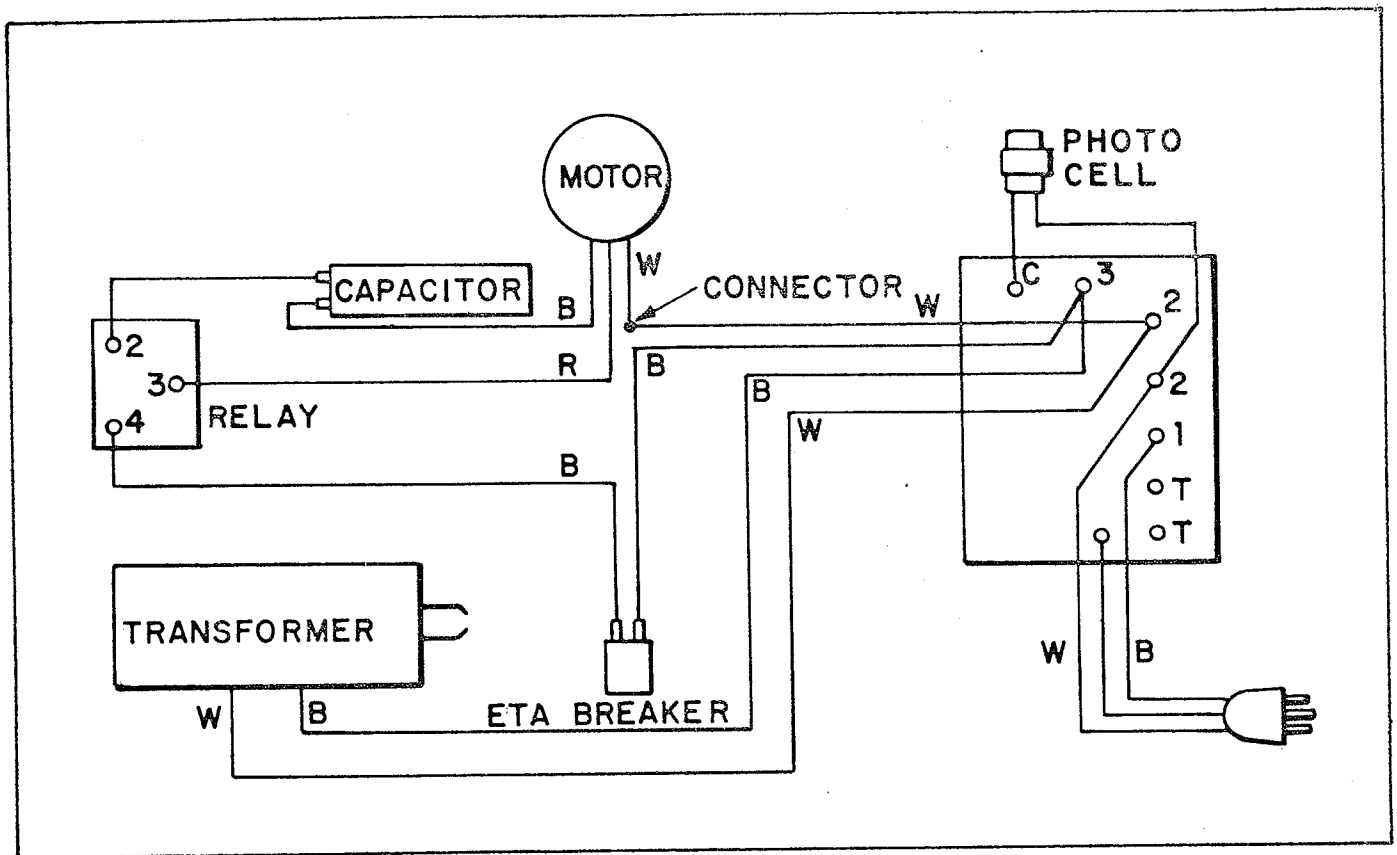 PHOTO
CELL
MOTOR
W
CAPACITOR
CONNECTOR
C
3
B
W
2
2
3
R
B
B
2
RELAY
W
4
1
B
T
T
TRANSFORMER
W
B
W
B
ETA BREAKER